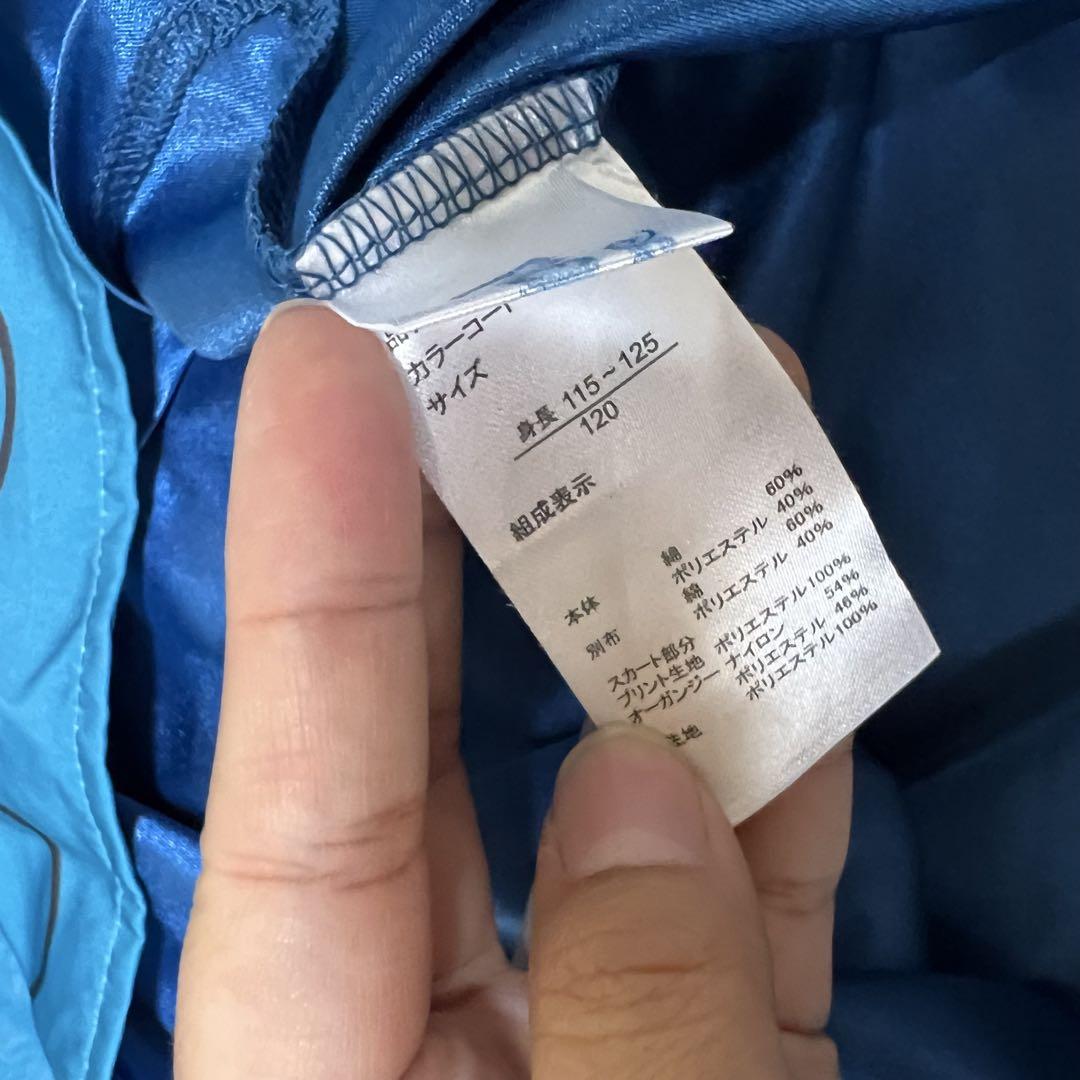 カラーコード
サイズ
身長 115~125
120
組成表示
本体 綿 60%
ポリエステル 40%
別布 綿 60%
ポリエステル 40%
スカート部分
プリント生地 ポリエステル100%
オーガンジー ナイロン 54%
ポリエステル 46%
生地 ポリエステル100%